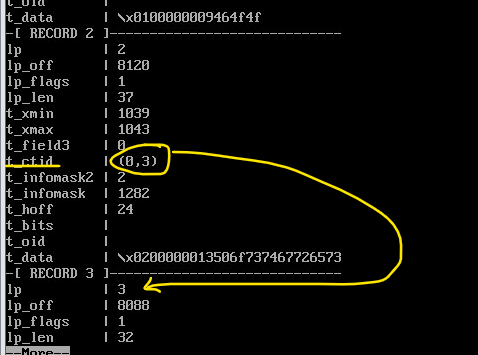 t_oid |
t_data | \x0100000009464f4f
-[ RECORD 2 ]-----------------------------
lp | 2
lp_off | 8120
lp_flags | 1
lp_len | 37
t_xmin | 1039
t_xmax | 1043
t_field3 | 0
t_ctid | (0,3)
t_infomask2 | 2
t_infomask | 1282
t_hoff | 24
t_bits |
t_oid |
t_data | \x0200000013506f737467726573
-[ RECORD 3 ]-----------------------------
lp | 3
lp_off | 8088
lp_flags | 1
lp_len | 32
--More--